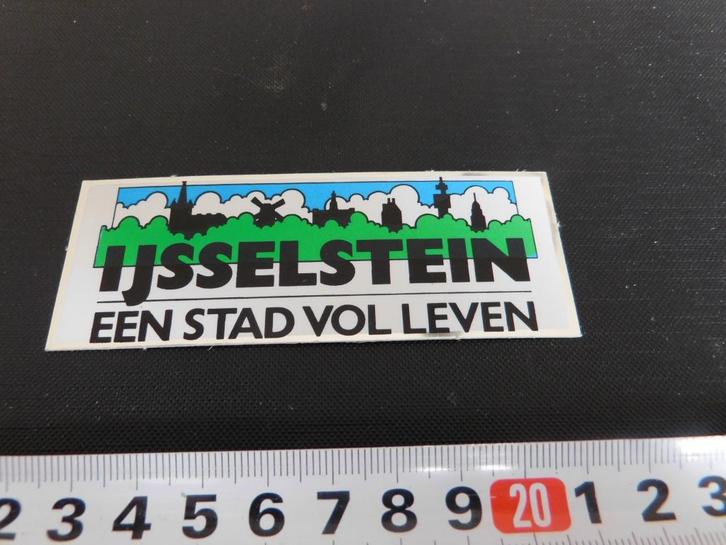 IJSSELSTEIN
EEN STAD VOL LEVEN
2 3 4 5 6 7 8 9 20 1 2 3